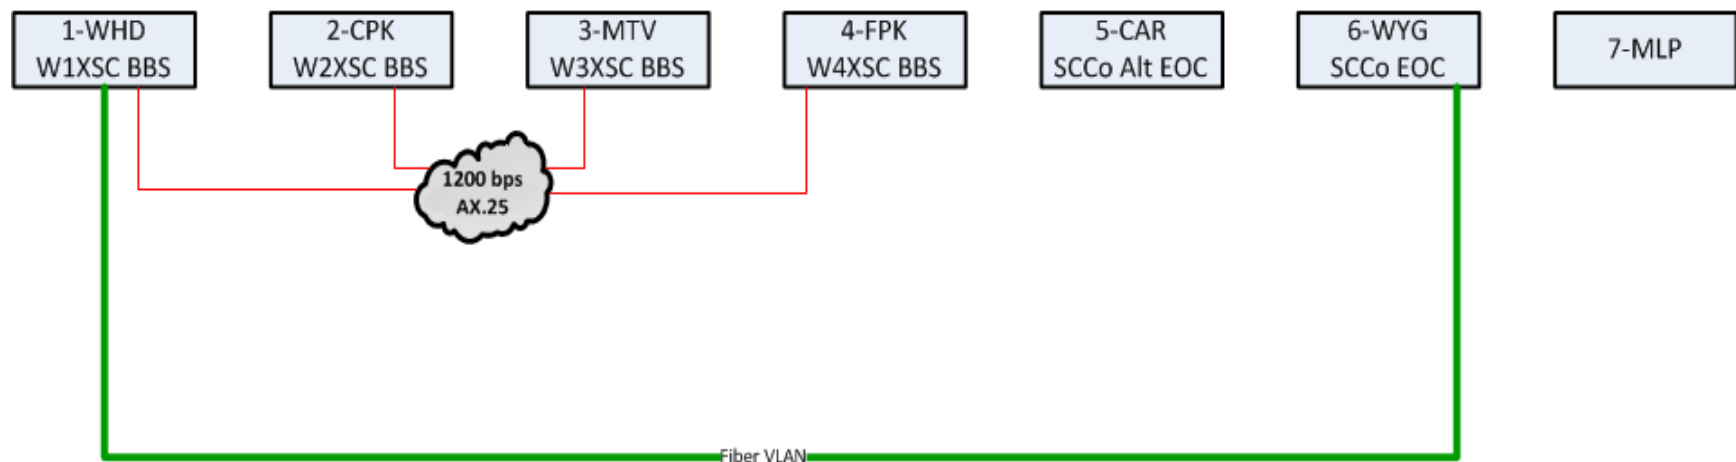 1-WHD
W1XSC BBS
2-CPK
W2XSC BBS
3-MTV
W3XSC BBS
4-FPK
W4XSC BBS
5-CAR
SCCo Alt EOC
6-WYG
SCCo EOC
7-MLP
1200 bps
AX.25
Fiber VLAN